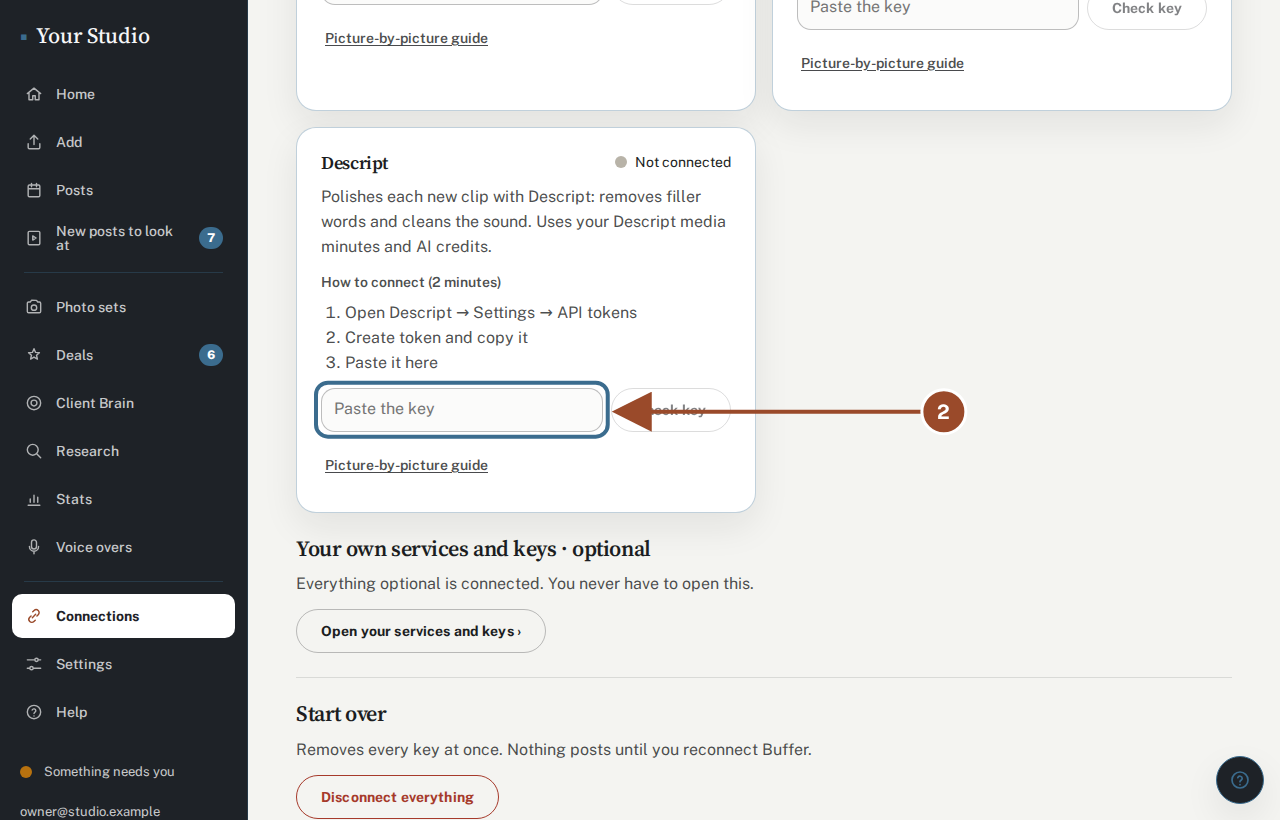 Your Studio
Home
Add
Posts
New posts to look
at
7
Photo sets
Deals
6
Client Brain
Research
Stats
Voice overs
Connections
Settings
Help
Something needs you
owner@studio.example
Picture-by-picture guide
Paste the key
Check key
Picture-by-picture guide
Descript
Not connected
Polishes each new clip with Descript: removes filler
words and cleans the sound. Uses your Descript media
minutes and AI credits.
How to connect (2 minutes)
1. Open Descript → Settings → API tokens
2. Create token and copy it
3. Paste it here
Paste the key
2
Picture-by-picture guide
Your own services and keys · optional
Everything optional is connected. You never have to open this.
Open your services and keys ›
Start over
Removes every key at once. Nothing posts until you reconnect Buffer.
Disconnect everything